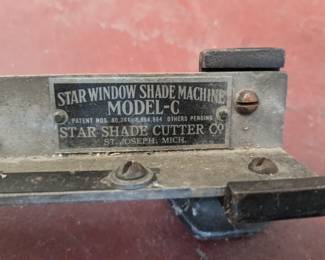 STAR WINDOW SHADE MACHINE
MODEL-C
PATENT NOS. OTHERS PENDING
STAR SHADE CUTTER CO
ST. JOSEPH, MICH.